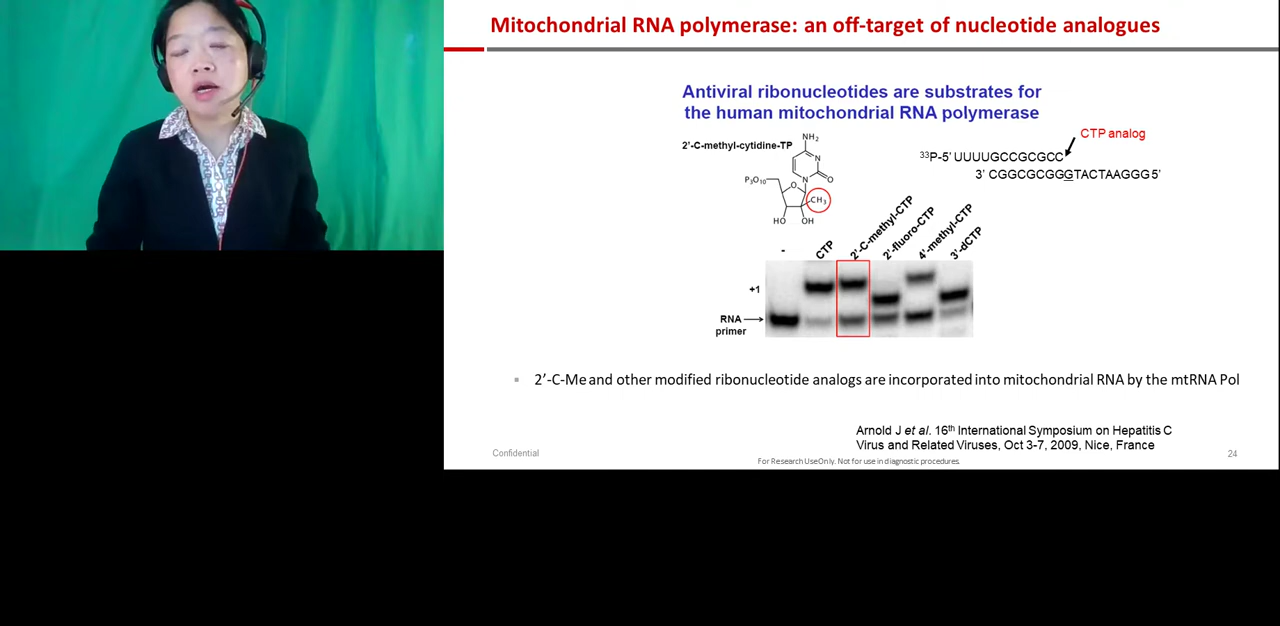 Mitochondrial RNA polymerase: an off-target of nucleotide analogues
Antiviral ribonucleotides are substrates for
the human mitochondrial RNA polymerase
2'-C-methyl-cytidine-TP
NH2
N
N
O
P3O10
O
CH3
HO
OH
CTP analog
33P-5' UUUUGCCGCGCC
3' CGGCGCGGGTACTAAGGG 5'
-
CTP
2'-C-methyl-CTP
2'-fluoro-CTP
4'-methyl-CTP
3'-dCTP
+1
RNA
primer
▪ 2’-C-Me and other modified ribonucleotide analogs are incorporated into mitochondrial RNA by the mtRNA Pol
Arnold J et al. 16th International Symposium on Hepatitis C
Virus and Related Viruses, Oct 3-7, 2009, Nice, France
Confidential
For Research UseOnly. Not for use in diagnostic procedures.
24